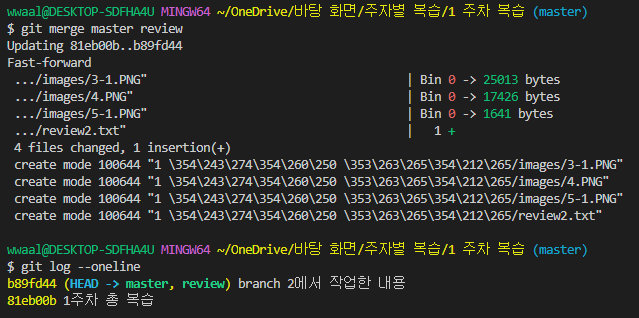 wwaal@DESKTOP-SDFHA4U MINGW64 ~/OneDrive/바탕 화면/주차별 복습/1 주차 복습 (master)
$ git merge master review
Updating 81eb00b..b89fd44
Fast-forward
.../images/3-1.PNG" | Bin 0 -> 25013 bytes
.../images/4.PNG" | Bin 0 -> 17426 bytes
.../images/5-1.PNG" | Bin 0 -> 1641 bytes
.../review2.txt" | 1 +
4 files changed, 1 insertion(+)
create mode 100644 "1 \354\243\274\354\260\250 \353\263\265\354\212\265/images/3-1.PNG"
create mode 100644 "1 \354\243\274\354\260\250 \353\263\265\354\212\265/images/4.PNG"
create mode 100644 "1 \354\243\274\354\260\250 \353\263\265\354\212\265/images/5-1.PNG"
create mode 100644 "1 \354\243\274\354\260\250 \353\263\265\354\212\265/review2.txt"
wwaal@DESKTOP-SDFHA4U MINGW64 ~/OneDrive/바탕 화면/주차별 복습/1 주차 복습 (master)
$ git log --oneline
b89fd44 (HEAD -> master, review) branch 2에서 작업한 내용
81eb00b 1주차 총 복습